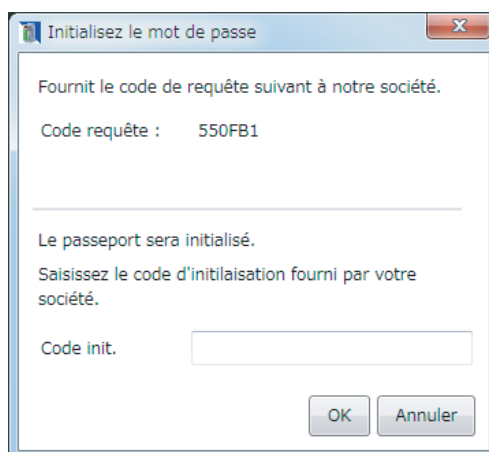 Initialisez le mot de passe
Fournit le code de requête suivant à notre société.
Code requête : 550FB1
Le passeport sera initialisé.
Saisissez le code d'initilaisation fourni par votre
société.
Code init.
OK Annuler